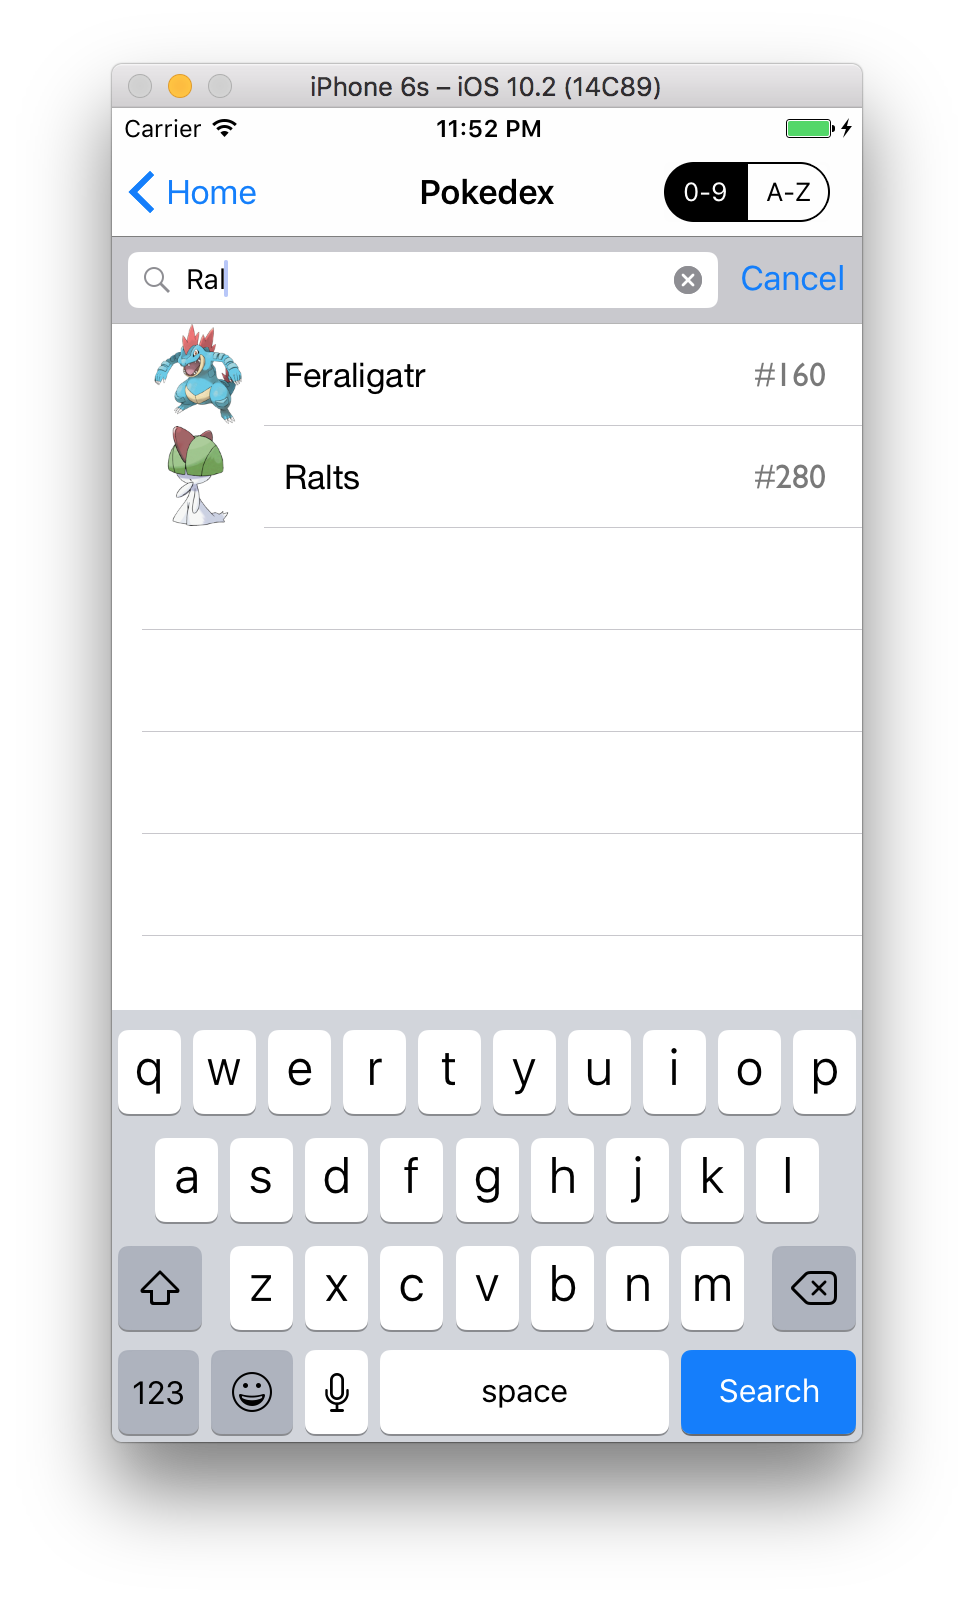 iPhone 6s – iOS 10.2 (14C89)
Carrier 11:52 PM
Home Pokedex 0-9 A-Z
Ral Cancel
Feraligatr #160
Ralts #280
q w e r t y u i o p
a s d f g h j k l
z x c v b n m
123 space Search